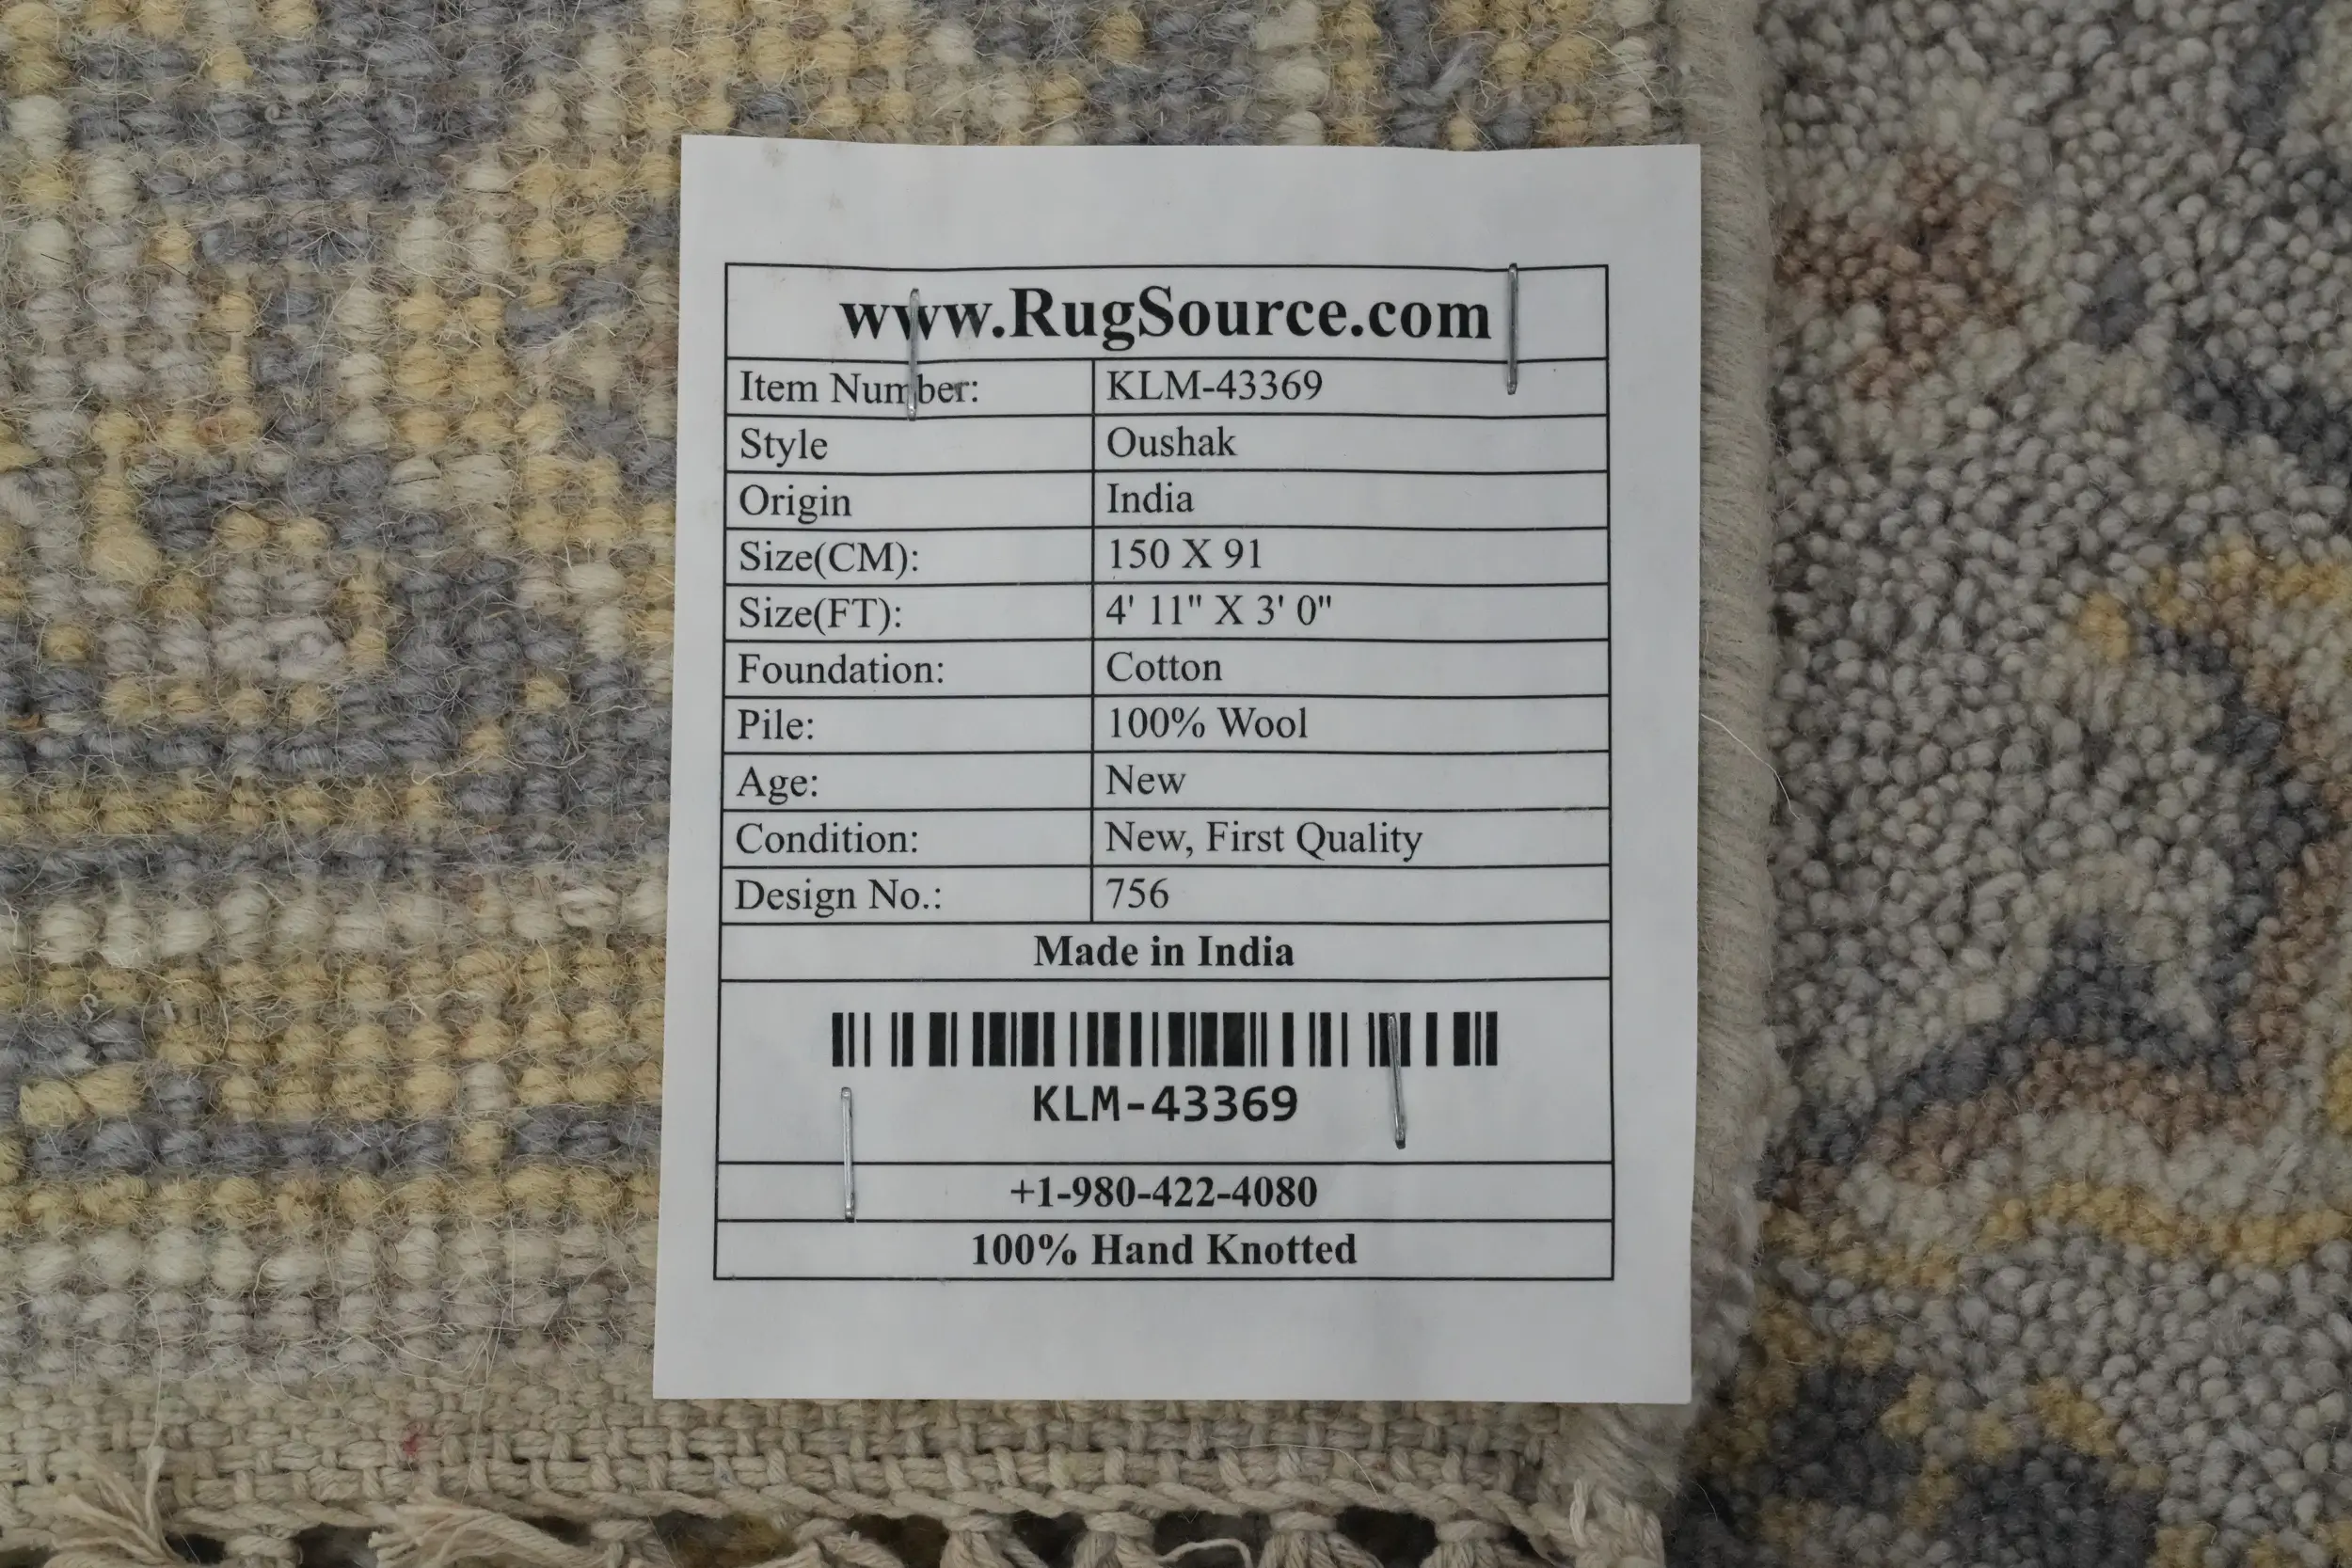 www.RugSource.com
Item Number: KLM-43369
Style Oushak
Origin India
Size(CM): 150 X 91
Size(FT): 4' 11" X 3' 0"
Foundation: Cotton
Pile: 100% Wool
Age: New
Condition: New, First Quality
Design No.: 756
Made in India
KLM-43369
+1-980-422-4080
100% Hand Knotted